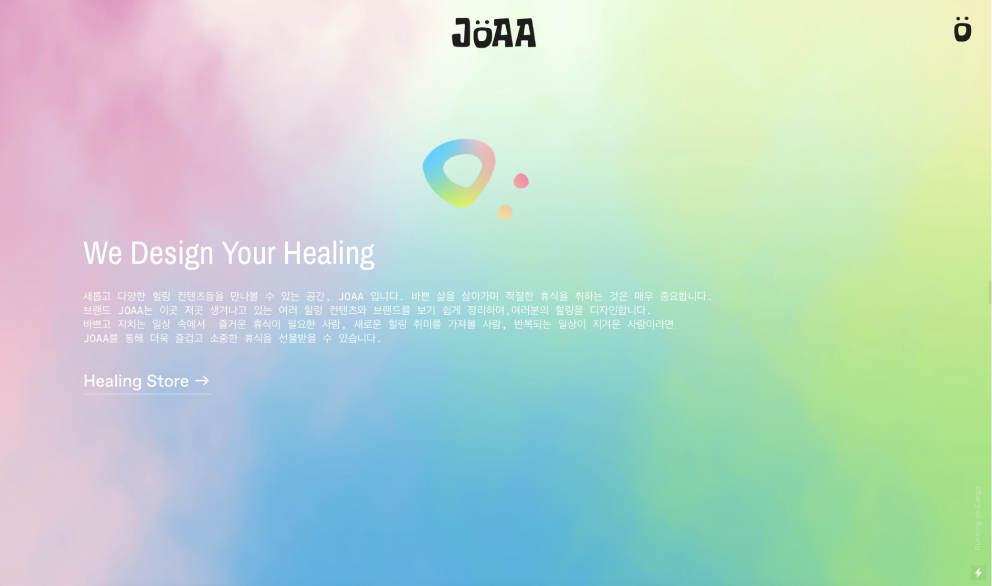 JÖAA
Ö
We Design Your Healing
새롭고 다양한 힐링 컨텐츠들을 만나볼 수 있는 공간, JOAA 입니다. 바쁜 삶을 살아가며 적절한 휴식을 취하는 것은 매우 중요합니다.
브랜드 JOAA는 이곳 저곳 생겨나고 있는 여러 힐링 컨텐츠와 브랜드를 보기 쉽게 정리하며,여러분의 힐링을 디자인합니다.
바쁘고 지치는 일상 속에서 즐거운 휴식이 필요한 사람, 새로운 힐링 취미를 가져볼 사람, 반복되는 일상이 지겨운 사람이라면
JOAA를 통해 더욱 즐겁고 소중한 휴식을 선물받을 수 있습니다.
Healing Store →
Running on Cargo